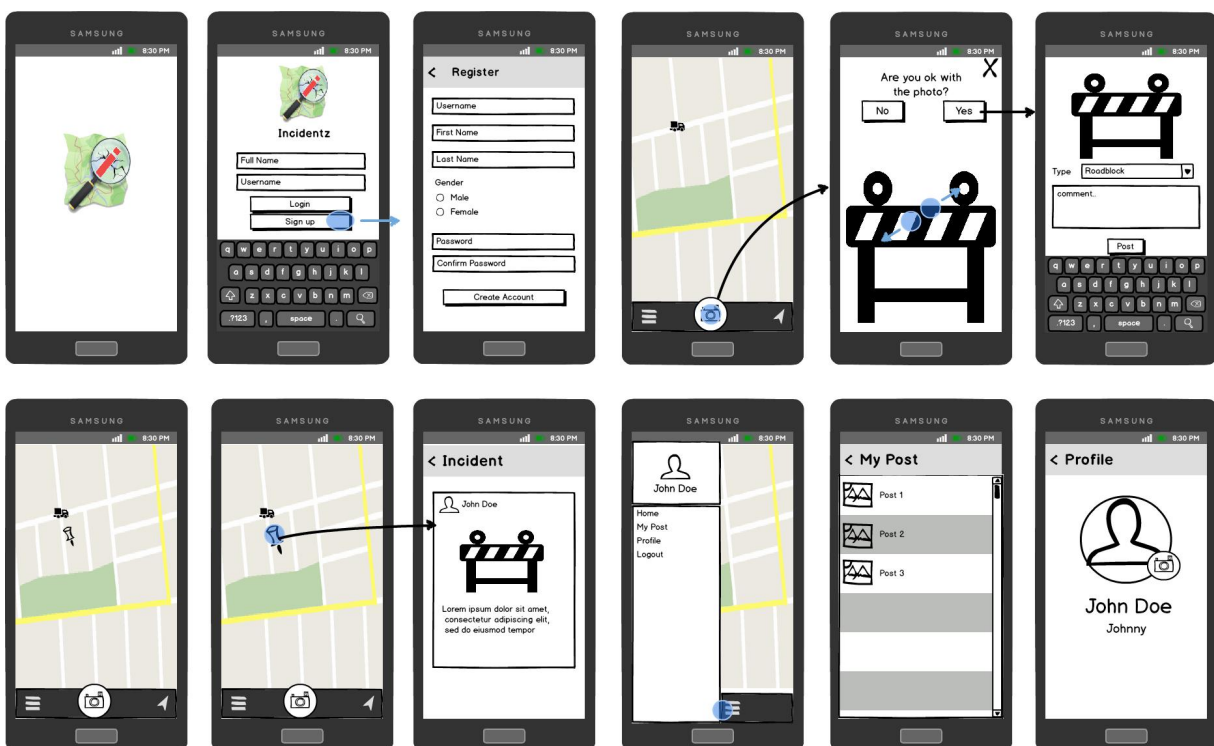 SAMSUNG
8:30 PM
SAMSUNG
8:30 PM
Incidentz
Full Name
Username
Login
Sign up
q w e r t y u i o p
a s d f g h j k l
z x c v b n m
.?123 , space .
SAMSUNG
8:30 PM
< Register
Username
First Name
Last Name
Gender
Male
Female
Password
Confirm Password
Create Account
SAMSUNG
8:30 PM
SAMSUNG
8:30 PM
X
Are you ok with
the photo?
No Yes
SAMSUNG
8:30 PM
Type Roadblock
comment..
Post
q w e r t y u i o p
a s d f g h j k l
z x c v b n m
.?123 , space .
SAMSUNG
8:30 PM
SAMSUNG
8:30 PM
SAMSUNG
8:30 PM
< Incident
John Doe
Lorem ipsum dolor sit amet,
consectetur adipiscing elit,
sed do eiusmod tempor
SAMSUNG
8:30 PM
John Doe
Home
My Post
Profile
Logout
SAMSUNG
8:30 PM
< My Post
Post 1
Post 2
Post 3
SAMSUNG
8:30 PM
< Profile
John Doe
Johnny